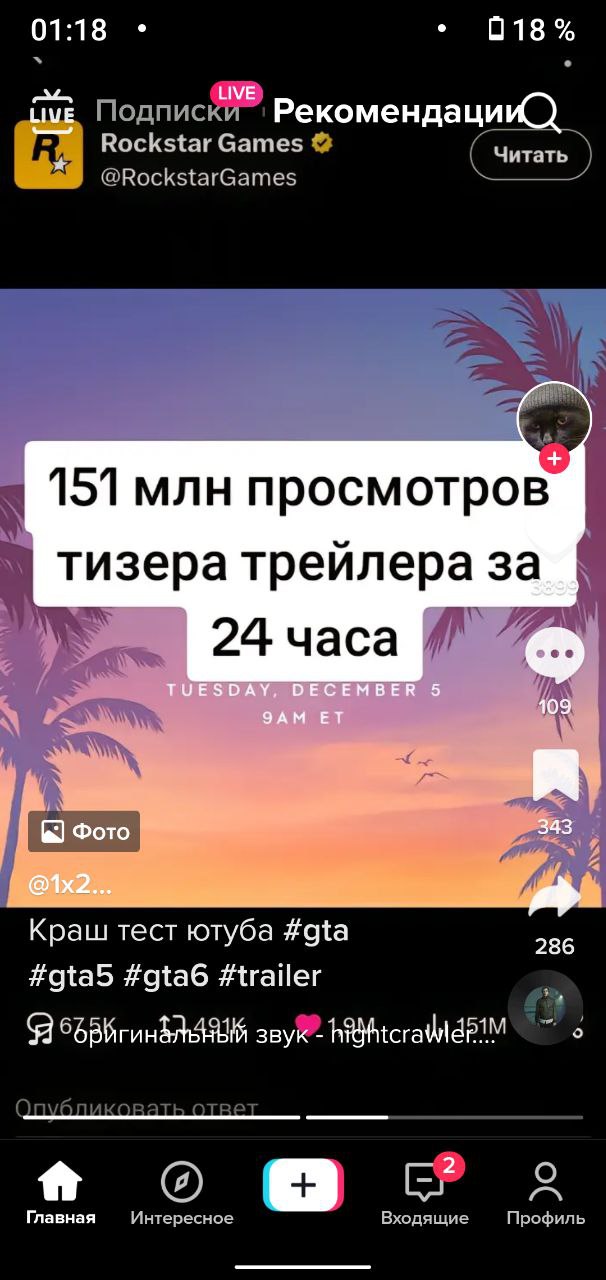 01:18
18 %
LIVE
Подписки
LIVE
Рекомендации
Rockstar Games
@RockstarGames
Читать
151 млн просмотров
тизера трейлера за
24 часа
TUESDAY, DECEMBER 5
9AM ET
3899
109
343
286
Фото
@1x2...
Краш тест ютуба #gta
#gta5 #gta6 #trailer
67.5K 491K 1.9M 151M
оригинальный звук - nightcrawler....
Опубликовать ответ
Главная
Интересное
2
Входящие
Профиль